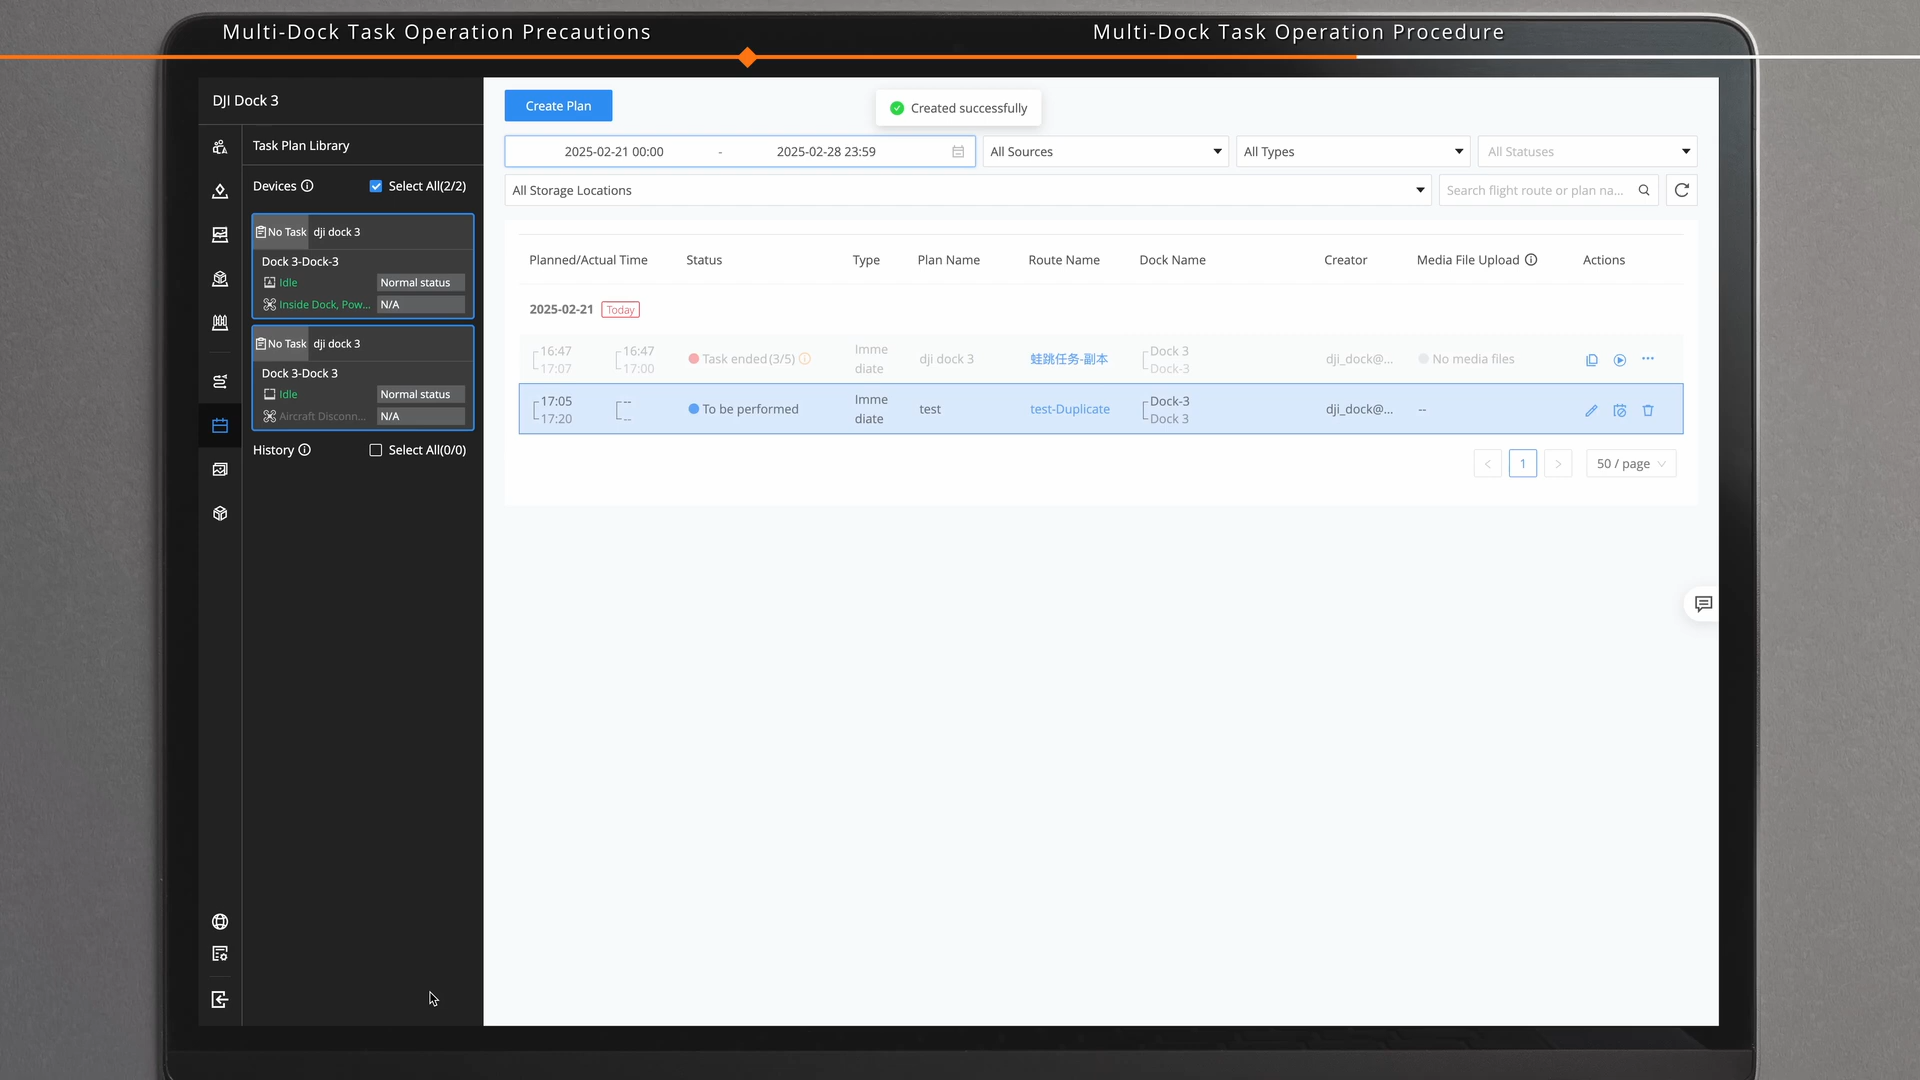 Multi-Dock Task Operation Precautions
Multi-Dock Task Operation Procedure
DJI Dock 3
Task Plan Library
Devices
Select All(2/2)
No Task
dji dock 3
Dock 3-Dock-3
Idle
Normal status
Inside Dock, Pow...
N/A
No Task
dji dock 3
Dock 3-Dock 3
Idle
Normal status
Aircraft Disconn...
N/A
History
Select All(0/0)
Create Plan
Created successfully
2025-02-21 00:00 - 2025-02-28 23:59
All Sources
All Types
All Statuses
All Storage Locations
Search flight route or plan na...
Planned/Actual Time Status Type Plan Name Route Name Dock Name Creator Media File Upload Actions
2025-02-21 Today
16:47
17:07
16:47
17:00
Task ended(3/5)
Imme
diate
dji dock 3
蛙跳任务-副本
Dock 3
Dock-3
dji_dock@...
No media files
17:05
17:20
--
--
To be performed
Imme
diate
test
test-Duplicate
Dock-3
Dock 3
dji_dock@...
--
< 1 >
50 / page